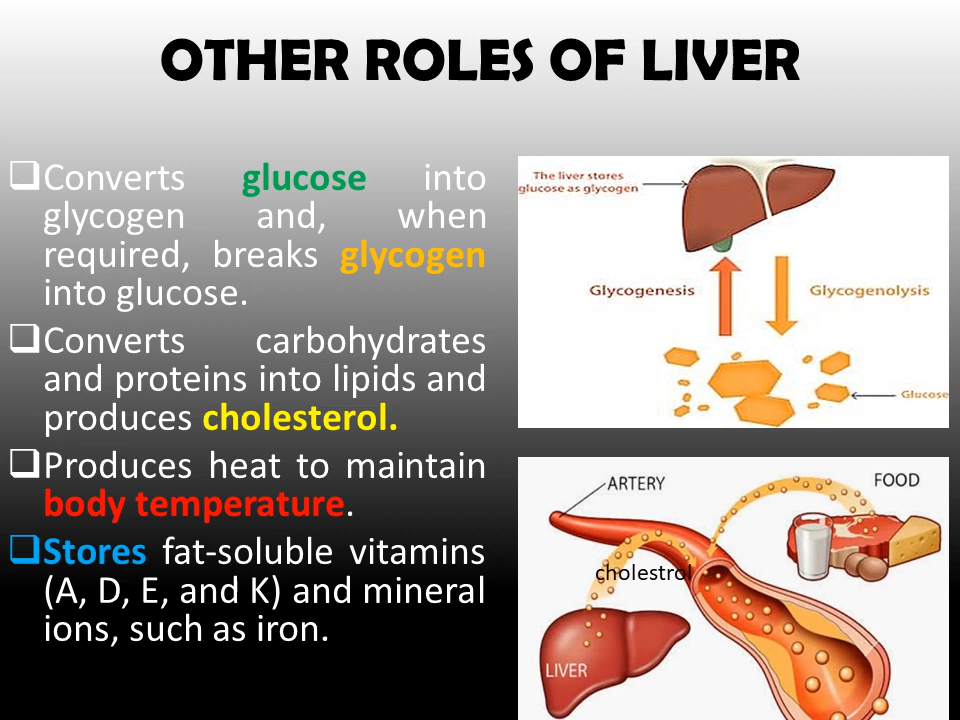 OTHER ROLES OF LIVER
Converts glucose into
glycogen and, when
required, breaks glycogen
into glucose.
Converts carbohydrates
and proteins into lipids and
produces cholesterol.
Produces heat to maintain
body temperature.
Stores fat-soluble vitamins
(A, D, E, and K) and mineral
ions, such as iron.
The liver stores
glucose as glycogen
Glycogenesis
Glycogenolysis
Glucose
ARTERY
FOOD
cholestrol
LIVER